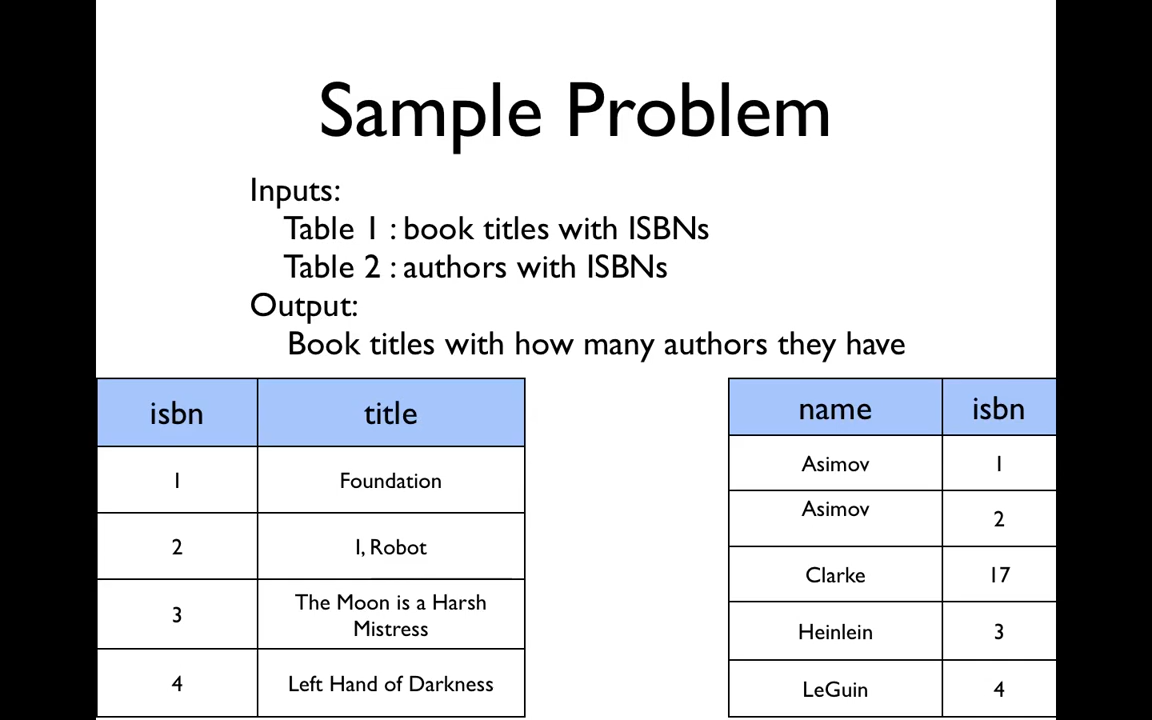 Sample Problem
Inputs:
Table 1 : book titles with ISBNs
Table 2 : authors with ISBNs
Output:
Book titles with how many authors they have
isbn title
1 Foundation
2 I, Robot
3 The Moon is a Harsh
Mistress
4 Left Hand of Darkness
name isbn
Asimov 1
Asimov 2
Clarke 17
Heinlein 3
LeGuin 4